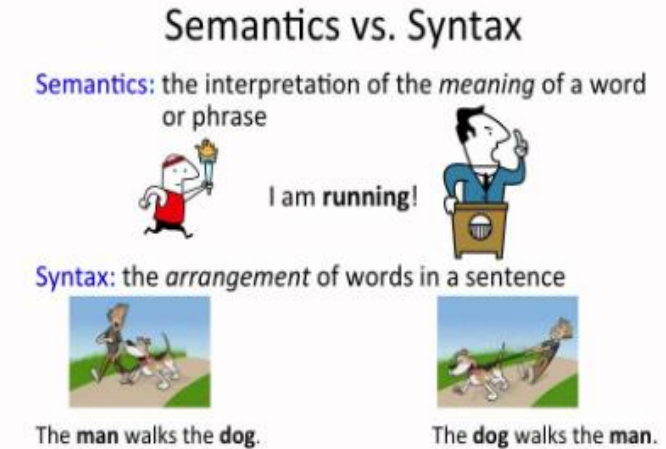 Semantics vs. Syntax
Semantics: the interpretation of the meaning of a word
or phrase
I am running!
Syntax: the arrangement of words in a sentence
The man walks the dog.
The dog walks the man.